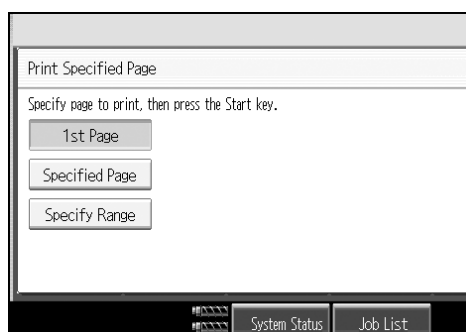 Print Specified Page
Specify page to print, then press the Start key.
1st Page
Specified Page
Specify Range
System Status
Job List